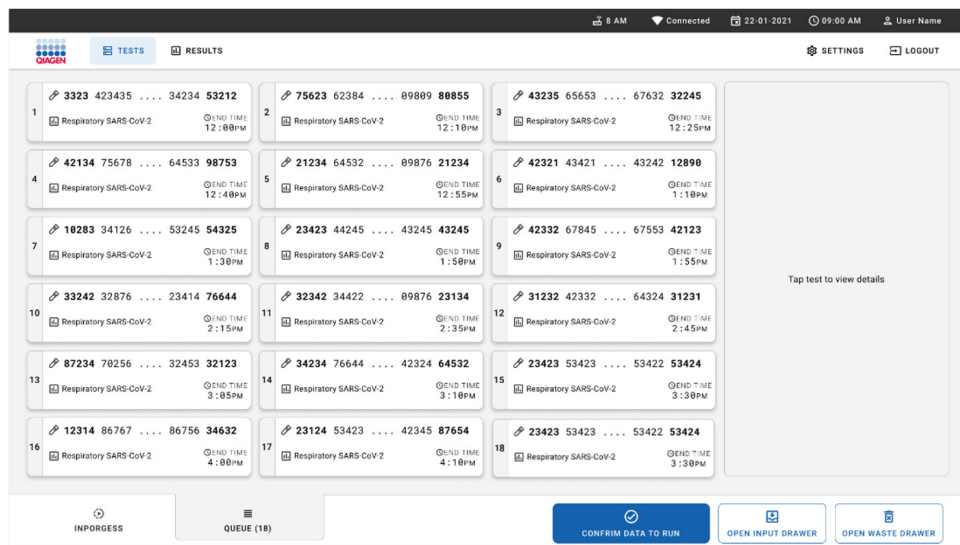 8 AM Connected 22-01-2021 09:00 AM User Name
QIAGEN TESTS RESULTS SETTINGS LOGOUT
1 3323 423435 .... 34234 53212
Respiratory SARS-CoV-2 END TIME 12:00PM
2 75623 62384 .... 09809 80855
Respiratory SARS-CoV-2 END TIME 12:10PM
3 43235 65653 .... 67632 32245
Respiratory SARS-CoV-2 END TIME 12:25PM
4 42134 75678 .... 64533 98753
Respiratory SARS-CoV-2 END TIME 12:40PM
5 21234 64532 .... 09876 21234
Respiratory SARS-CoV-2 END TIME 12:55PM
6 42321 43421 .... 43242 12890
Respiratory SARS-CoV-2 END TIME 1:10PM
7 10283 34126 .... 53245 54325
Respiratory SARS-CoV-2 END TIME 1:30PM
8 23423 44245 .... 43245 43245
Respiratory SARS-CoV-2 END TIME 1:50PM
9 42332 67845 .... 67553 42123
Respiratory SARS-CoV-2 END TIME 1:55PM
10 33242 32876 .... 23414 76644
Respiratory SARS-CoV-2 END TIME 2:15PM
11 32342 34422 .... 09876 23134
Respiratory SARS-CoV-2 END TIME 2:35PM
12 31232 42332 .... 64324 31231
Respiratory SARS-CoV-2 END TIME 2:45PM
13 87234 70256 .... 32453 32123
Respiratory SARS-CoV-2 END TIME 3:05PM
14 34234 76644 .... 42324 64532
Respiratory SARS-CoV-2 END TIME 3:10PM
15 23423 53423 .... 53422 53424
Respiratory SARS-CoV-2 END TIME 3:30PM
16 12314 86767 .... 86756 34632
Respiratory SARS-CoV-2 END TIME 4:00PM
17 23124 53423 .... 42345 87654
Respiratory SARS-CoV-2 END TIME 4:10PM
18 23423 53423 .... 53422 53424
Respiratory SARS-CoV-2 END TIME 3:30PM
Tap test to view details
INPORGESS
QUEUE (18)
CONFRIM DATA TO RUN
OPEN INPUT DRAWER
OPEN WASTE DRAWER